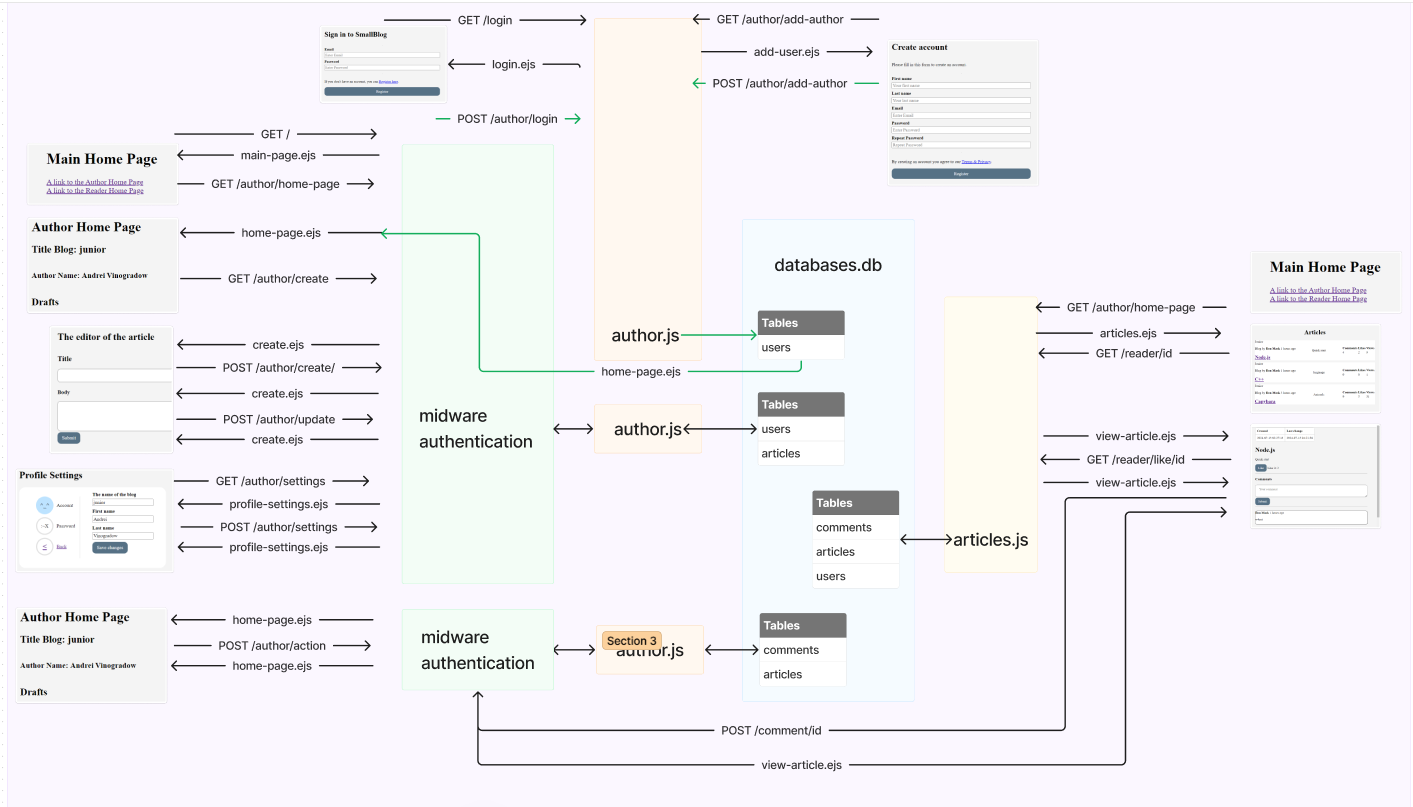 GET /login
GET /author/add-author
Sign in to SmallBlog
Email
Enter Email
Password
Enter Password
If you don't have an account, you can Register here
Register
login.ejs
add-user.ejs
POST /author/add-author
POST /author/login
Create account
Please fill in this form to create an account.
First name
Your first name
Last name
Your last name
Email
Enter Email
Password
Enter Password
Repeat Password
Repeat Password
By creating an account you agree to our Terms & Privacy.
Register
GET /
main-page.ejs
GET /author/home-page
Main Home Page
A link to the Author Home Page
A link to the Reader Home Page
Author Home Page
Title Blog: junior
Author Name: Andrei Vinogradow
Drafts
home-page.ejs
GET /author/create
The editor of the article
Title
Body
Submit
create.ejs
POST /author/create/
create.ejs
POST /author/update
create.ejs
Profile Settings
Account
:-X
Password
Back
The name of the blog
junior
First name
Andrei
Last name
Vinogradow
Save changes
GET /author/settings
profile-settings.ejs
POST /author/settings
profile-settings.ejs
Author Home Page
Title Blog: junior
Author Name: Andrei Vinogradow
Drafts
home-page.ejs
POST /author/action
home-page.ejs
midware
authentication
midware
authentication
author.js
home-page.ejs
author.js
Section 3
author.js
databases.db
Tables
users
Tables
users
articles
Tables
comments
articles
users
Tables
comments
articles
articles.js
GET /author/home-page
articles.ejs
GET /reader/id
view-article.ejs
GET /reader/like/id
view-article.ejs
Main Home Page
A link to the Author Home Page
A link to the Reader Home Page
Articles
Node.js
C++
Capybara
Created
Last change
Node.js
Comments
POST /comment/id
view-article.ejs